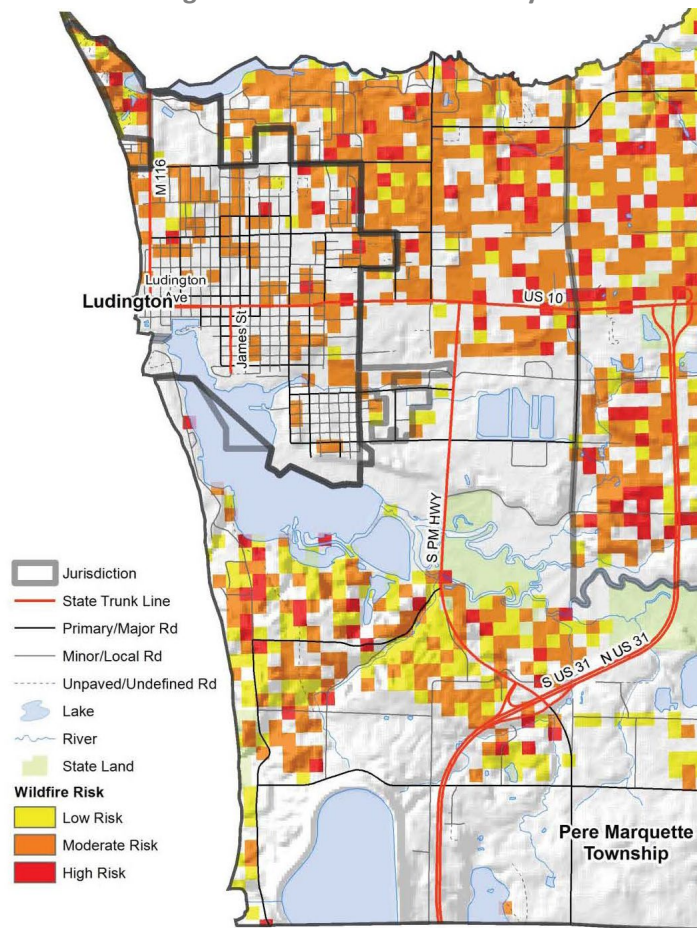 M 116
Ludington
Ave
Ludington
James St
US 10
S PM HWY
S US 31
N US 31
Jurisdiction
State Trunk Line
Primary/Major Rd
Minor/Local Rd
Unpaved/Undefined Rd
Lake
River
State Land
Wildfire Risk
Low Risk
Moderate Risk
High Risk
Pere Marquette
Township